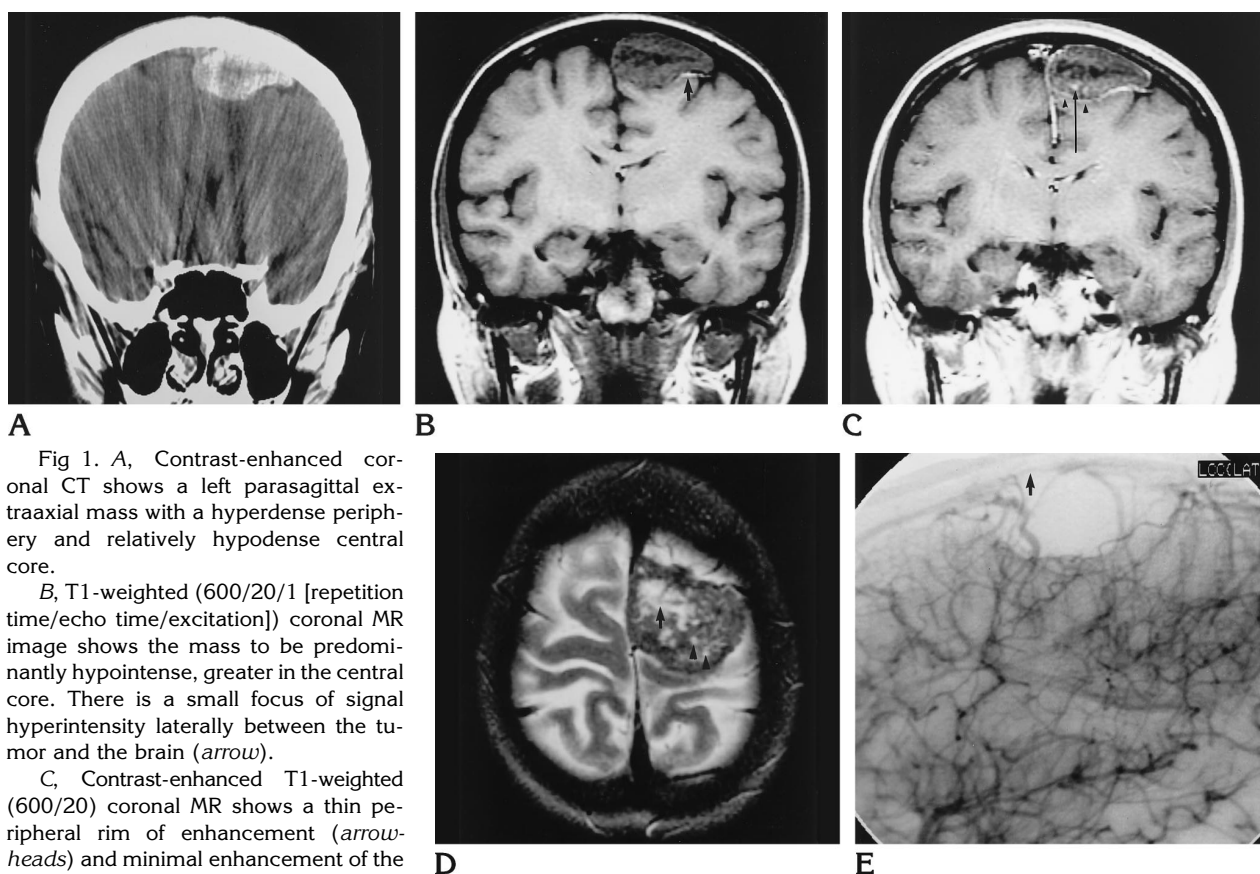 A
B
C
Fig 1. A, Contrast-enhanced cor-
onal CT shows a left parasagittal ex-
traaxial mass with a hyperdense periph-
ery and relatively hypodense central
core.
B, T1-weighted (600/20/1 [repetition
time/echo time/excitation]) coronal MR
image shows the mass to be predomi-
nantly hypointense, greater in the central
core. There is a small focus of signal
hyperintensity laterally between the tu-
mor and the brain (arrow).
C, Contrast-enhanced T1-weighted
(600/20) coronal MR shows a thin pe-
ripheral rim of enhancement (arrow-
heads) and minimal enhancement of the
D
LCC(LAT
E